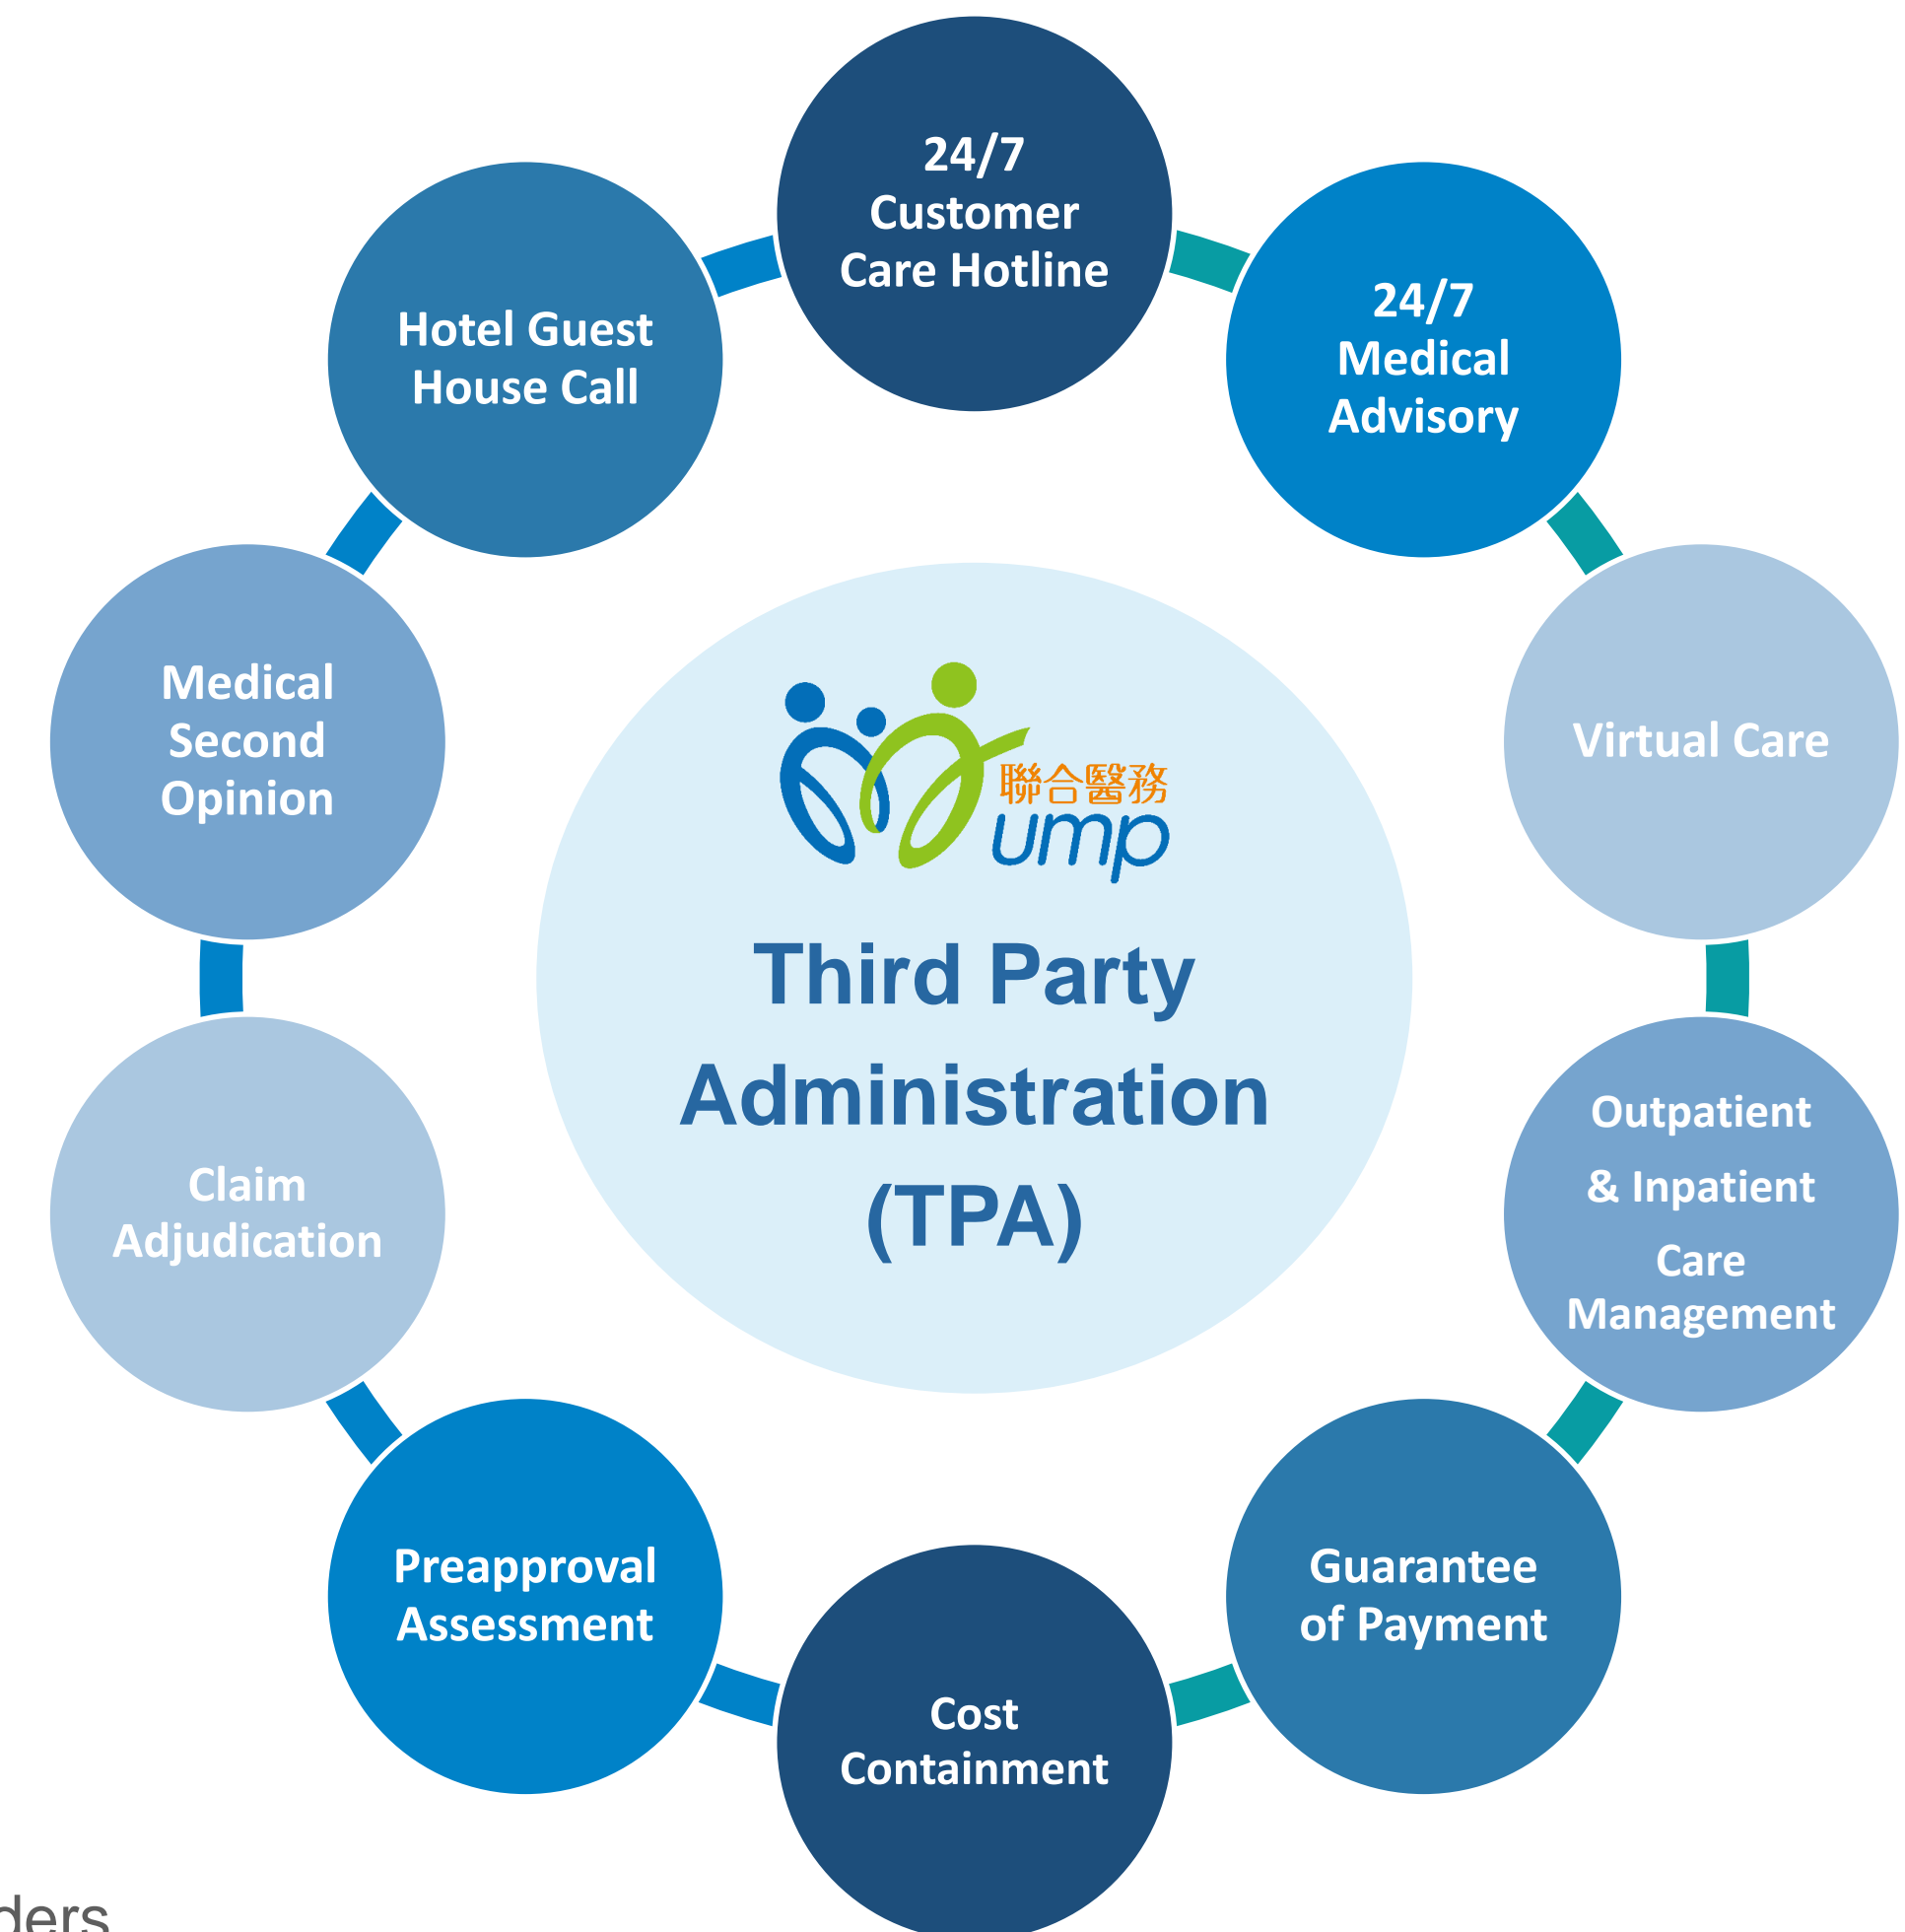 24/7
Customer
Care Hotline
24/7
Medical
Advisory
Virtual Care
Outpatient
& Inpatient
Care
Management
Guarantee
of Payment
Cost
Containment
Preapproval
Assessment
Claim
Adjudication
Medical
Second
Opinion
Hotel Guest
House Call
聯合醫務
ump
Third Party
Administration
(TPA)
ders